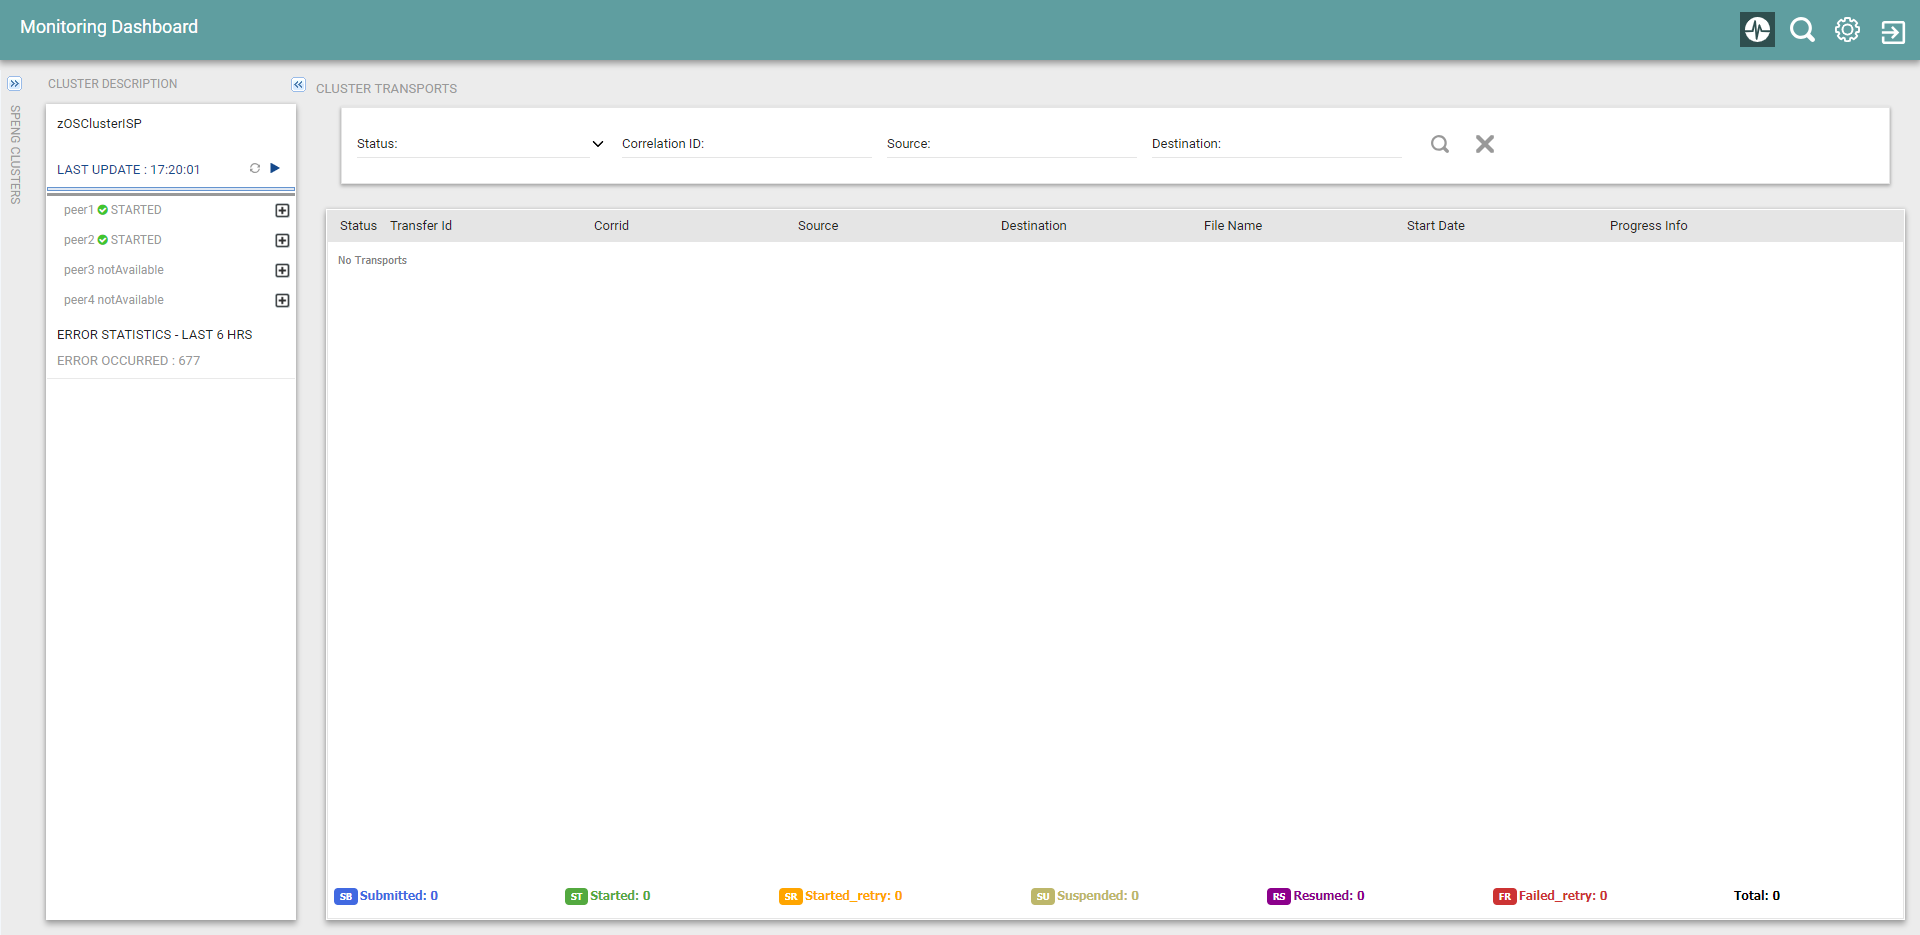 Monitoring Dashboard
SPENG CLUSTERS
CLUSTER DESCRIPTION
zOSClusterISP
LAST UPDATE : 17:20:01
peer1 STARTED
peer2 STARTED
peer3 notAvailable
peer4 notAvailable
ERROR STATISTICS - LAST 6 HRS
ERROR OCCURRED : 677
CLUSTER TRANSPORTS
Status: Correlation ID: Source: Destination:
Status Transfer Id Corrid Source Destination File Name Start Date Progress Info
No Transports
SB Submitted: 0 ST Started: 0 SR Started_retry: 0 SU Suspended: 0 RS Resumed: 0 FR Failed_retry: 0 Total: 0